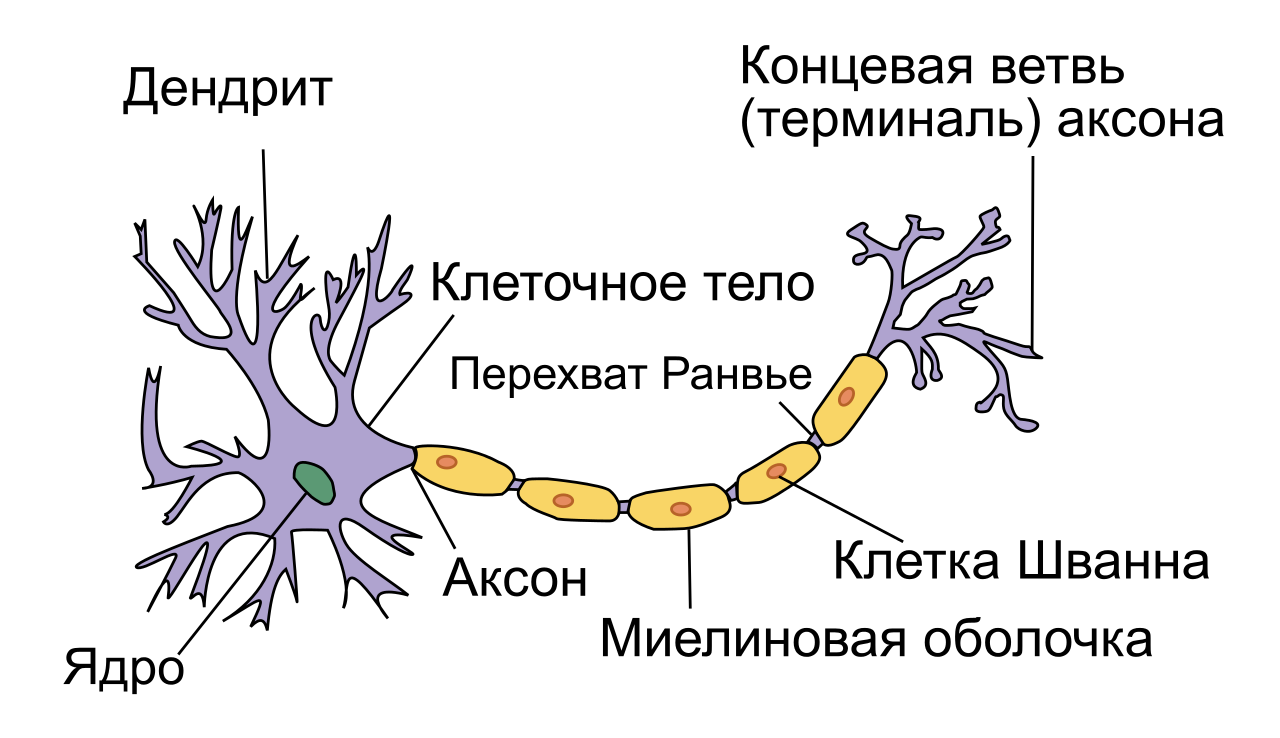 Дендрит
Концевая ветвь
(терминаль) аксона
Клеточное тело
Перехват Ранвье
Клетка Шванна
Аксон
Миелиновая оболочка
Ядро